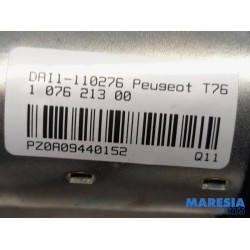 DAI1-110276 Peugeot T76
1 076 213 00
PZ0A09440152
Q11
MARESIA